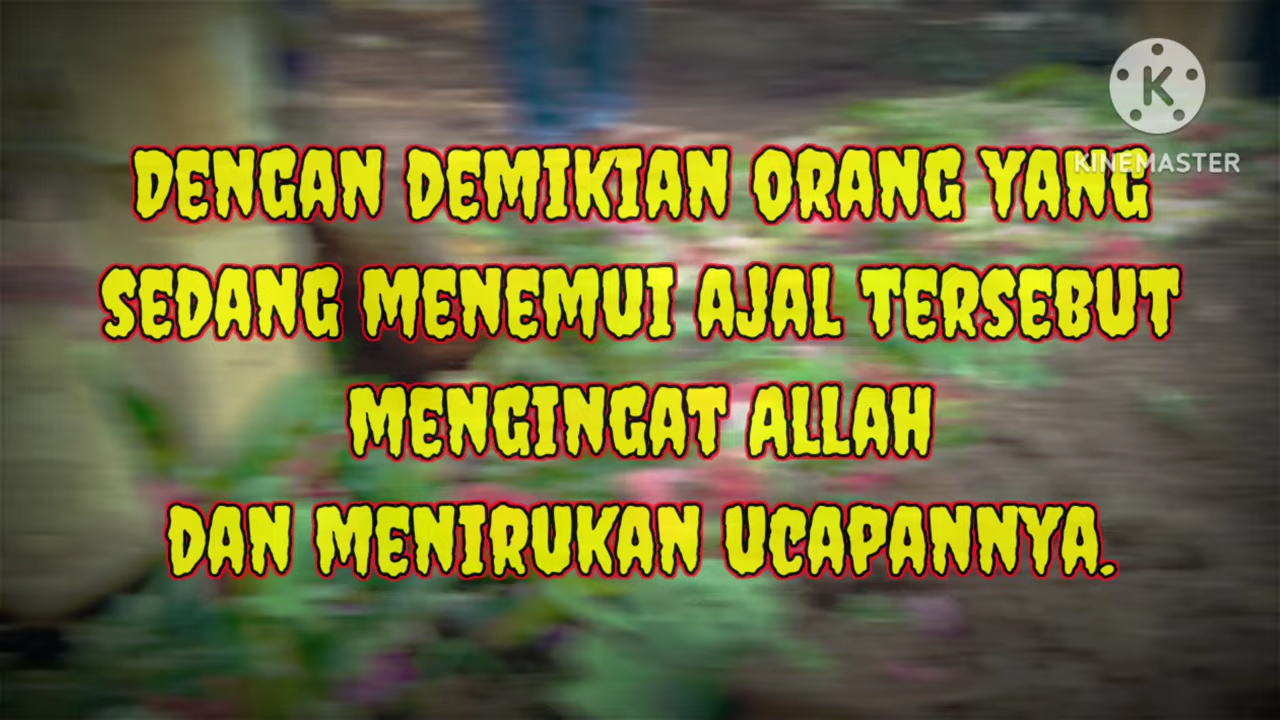 K
KINEMASTER
DENGAN DEMIKIAN ORANG YANG
SEDANG MENEMUI AJAL TERSEBUT
MENGINGAT ALLAH
DAN MENIRUKAN UCAPANNYA.